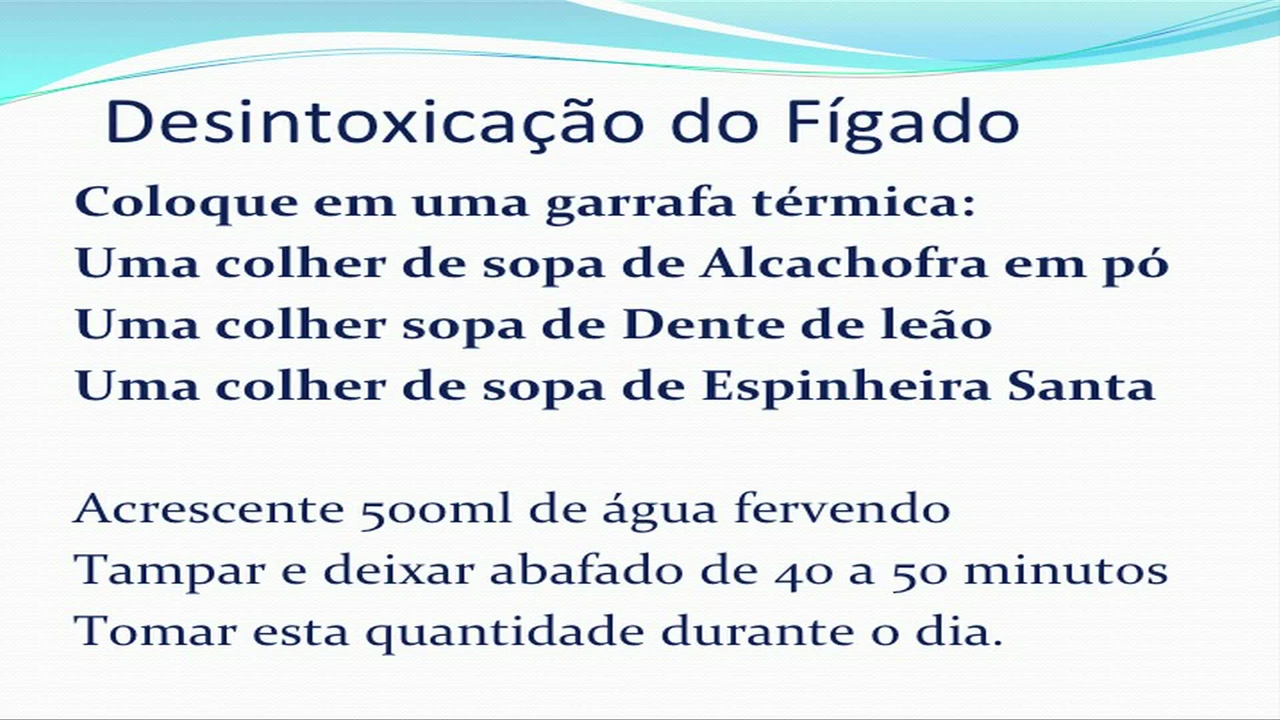 Desintoxicação do Fígado
Coloque em uma garrafa térmica:
Uma colher de sopa de Alcachofra em pó
Uma colher sopa de Dente de leão
Uma colher de sopa de Espinheira Santa
Acrescente 500ml de água fervendo
Tampar e deixar abafado de 40 a 50 minutos
Tomar esta quantidade durante o dia.